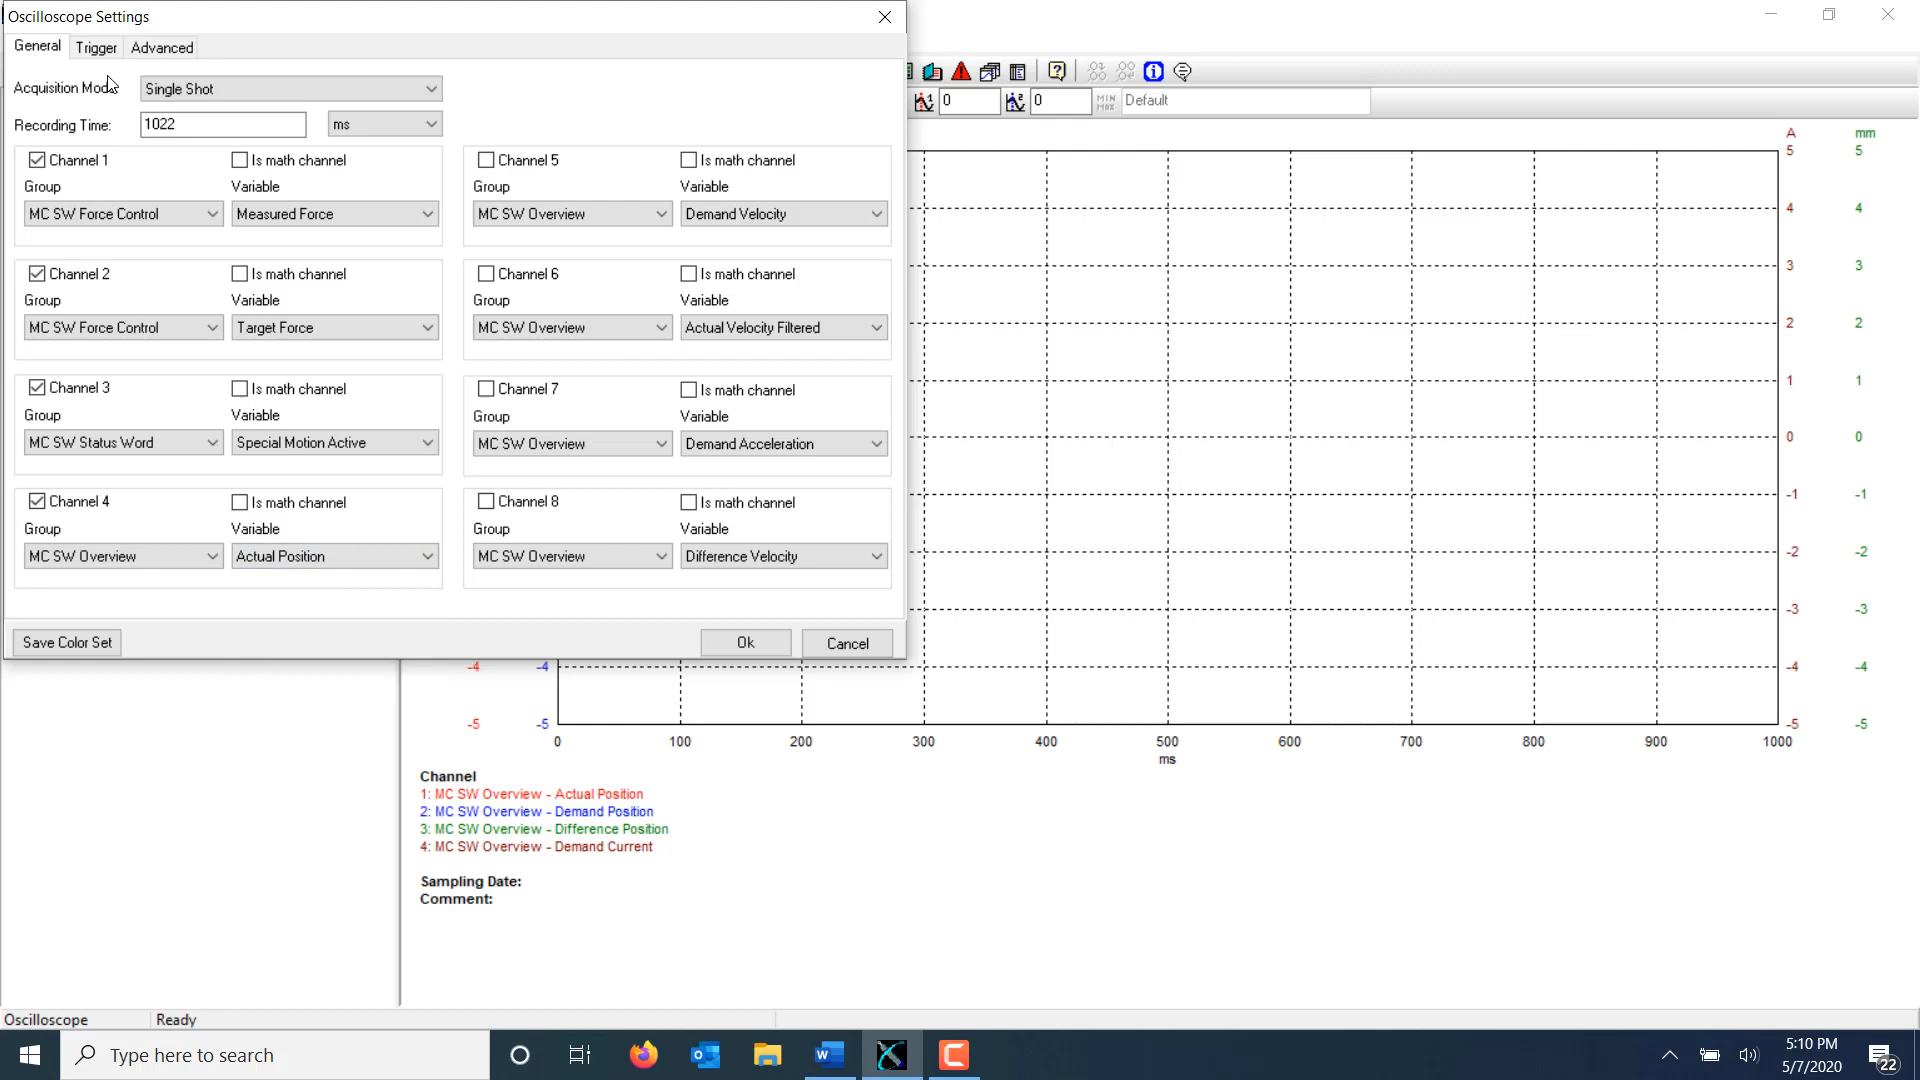 Oscilloscope Settings
General Trigger Advanced
Acquisition Mod Single Shot
Recording Time: 1022 ms
Channel 1 Is math channel Channel 5 Is math channel
Group Variable Group Variable
MC SW Force Control Measured Force MC SW Overview Demand Velocity
Channel 2 Is math channel Channel 6 Is math channel
Group Variable Group Variable
MC SW Force Control Target Force MC SW Overview Actual Velocity Filtered
Channel 3 Is math channel Channel 7 Is math channel
Group Variable Group Variable
MC SW Status Word Special Motion Active MC SW Overview Demand Acceleration
Channel 4 Is math channel Channel 8 Is math channel
Group Variable Group Variable
MC SW Overview Actual Position MC SW Overview Difference Velocity
Save Color Set Ok Cancel
1 0 2 0 MIN MAX Default
A mm
5 5
4 4
3 3
2 2
1 1
0 0
-1 -1
-2 -2
-3 -3
-4 -4 -4 -4
-5 -5 -5 -5
0 100 200 300 400 500 600 700 800 900 1000
ms
Channel
1: MC SW Overview - Actual Position
2: MC SW Overview - Demand Position
3: MC SW Overview - Difference Position
4: MC SW Overview - Demand Current
Sampling Date:
Comment:
Oscilloscope Ready
Type here to search
5:10 PM
5/7/2020
22